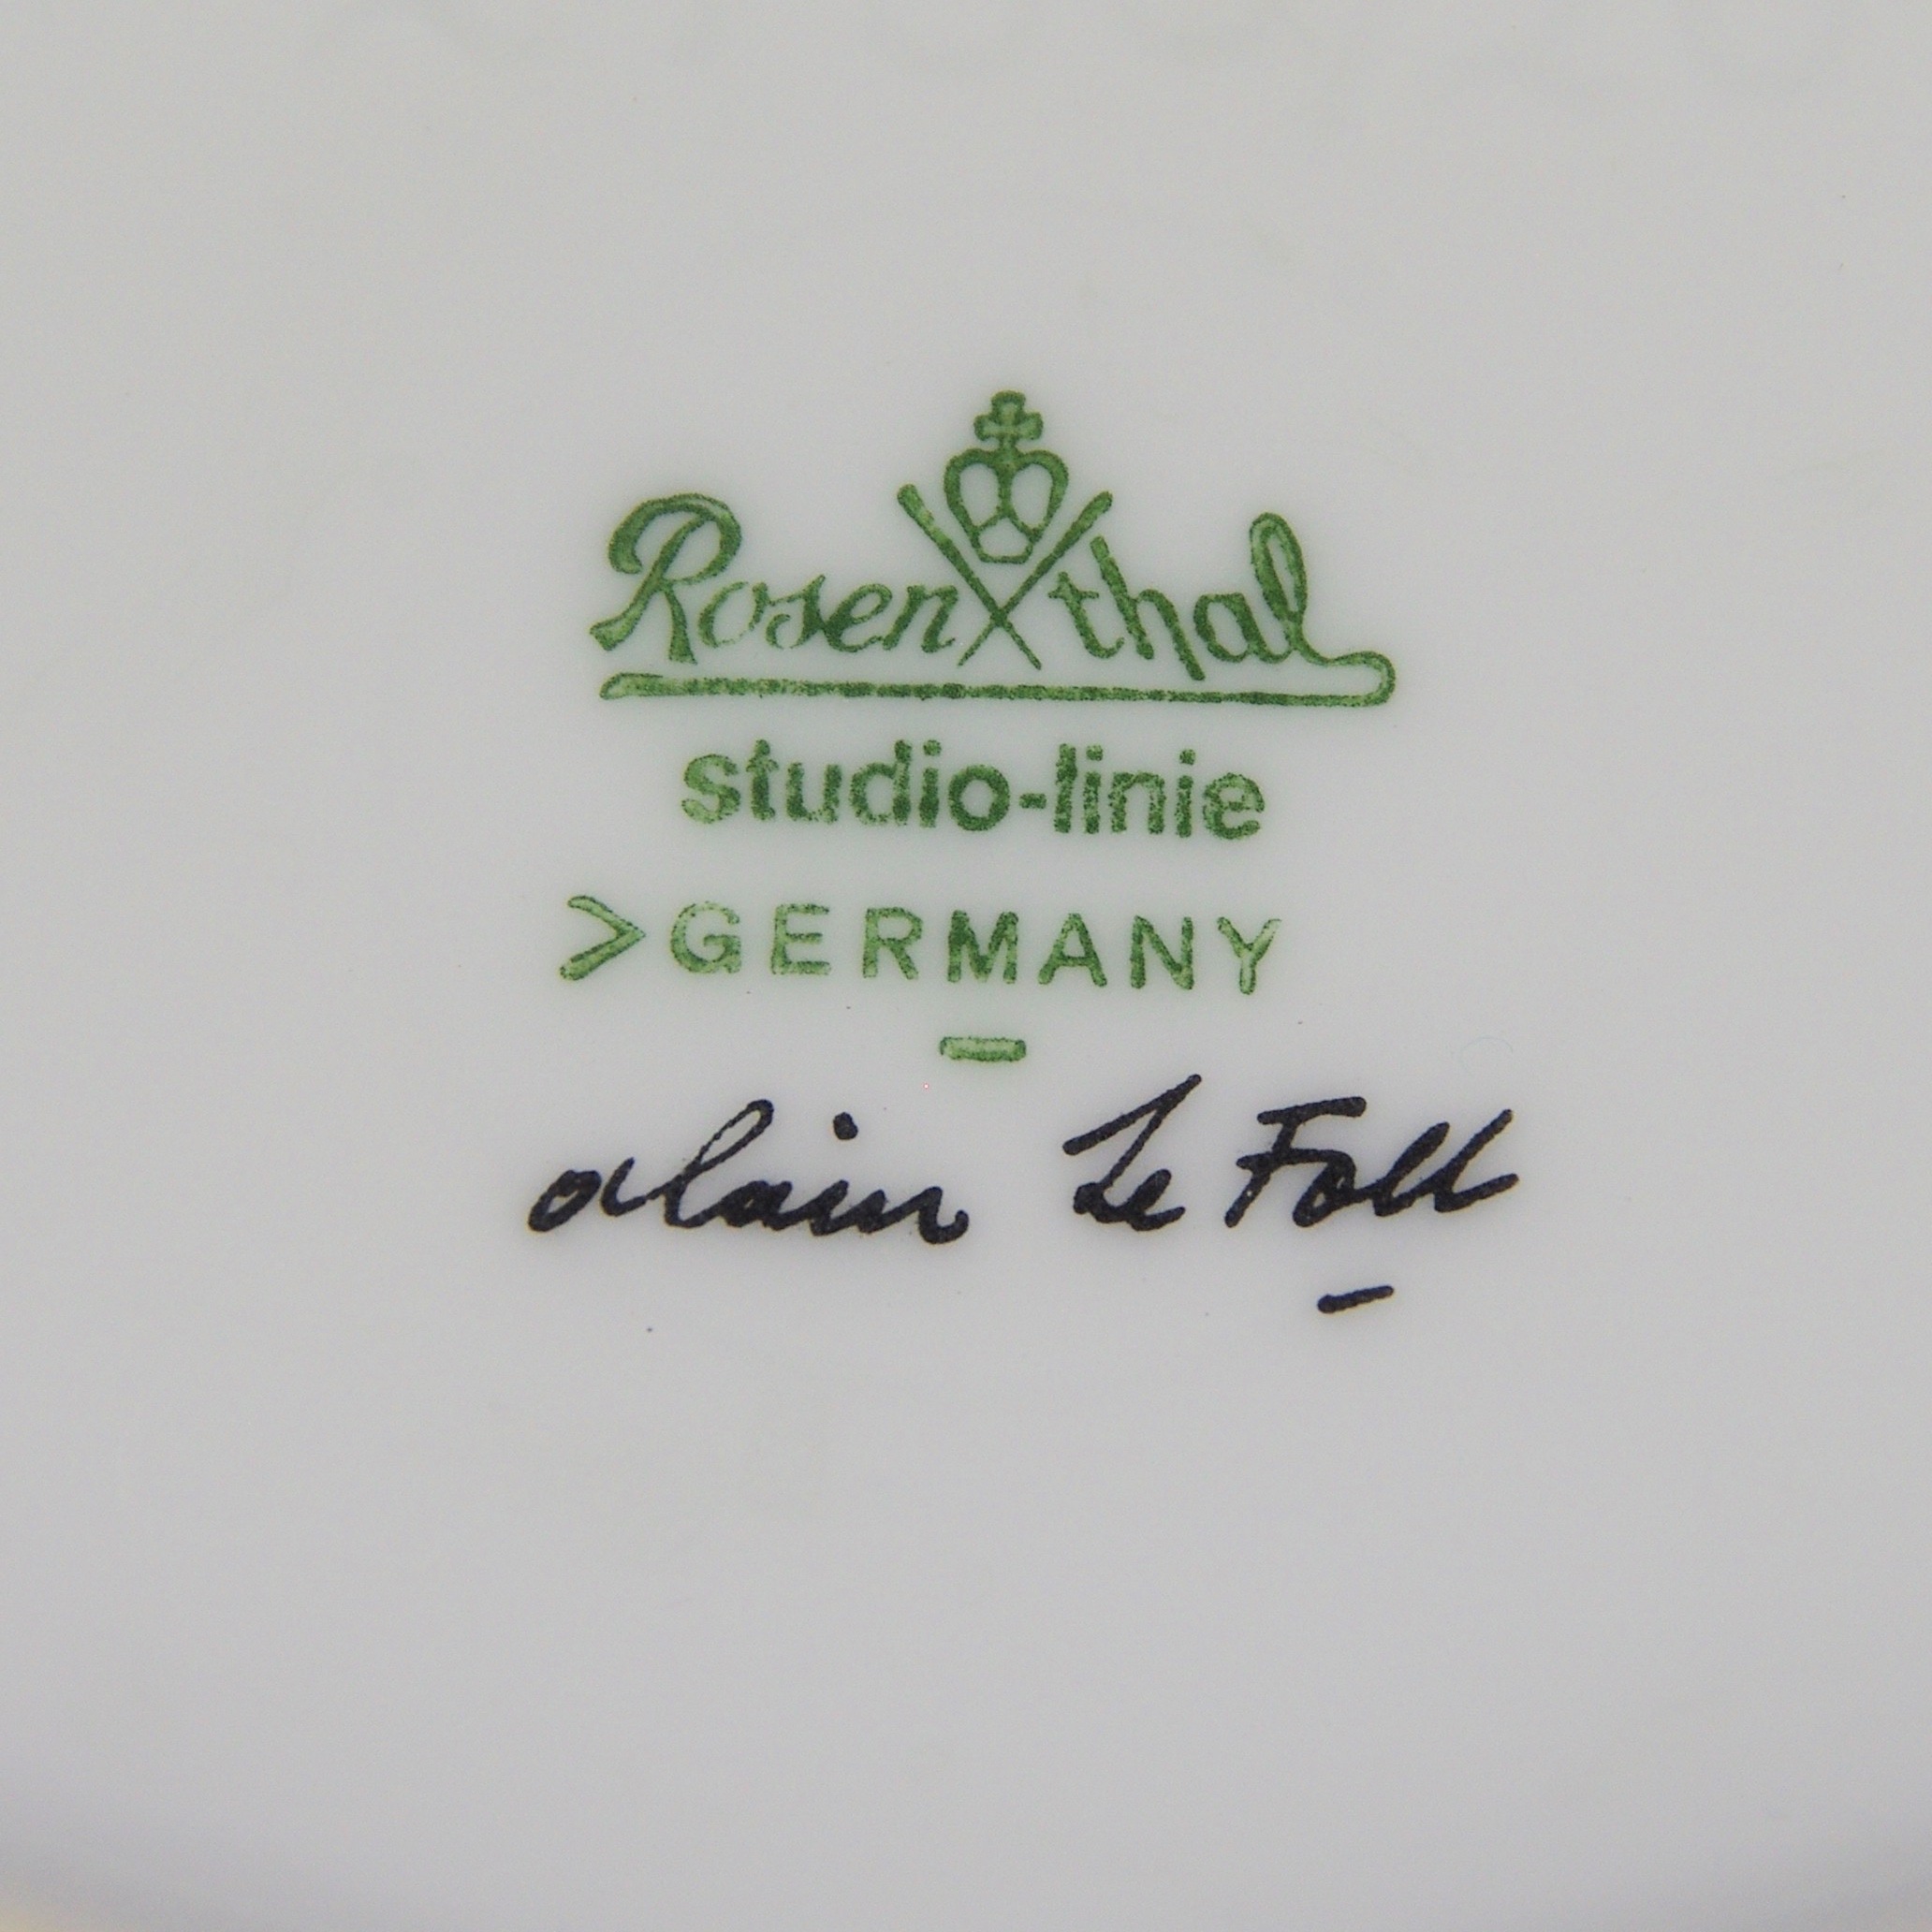 Rosenthal
studio-linie
>GERMANY
alain Le Foll